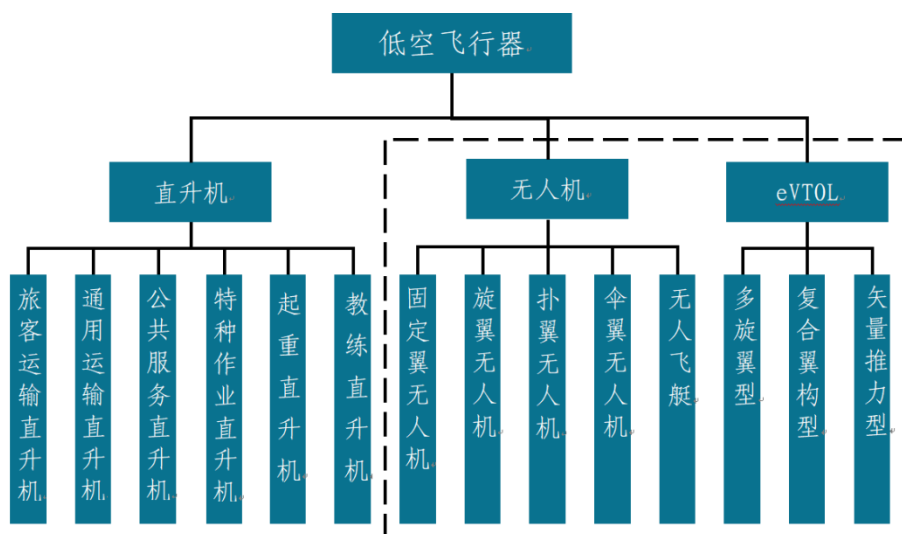 低空飞行器
直升机
无人机
eVTOL
旅客运输直升机
通用运输直升机
公共服务直升机
特种作业直升机
起重直升机
教练直升机
固定翼无人机
旋翼无人机
扑翼无人机
伞翼无人机
无人飞艇
多旋翼型
复合翼构型
矢量推力型